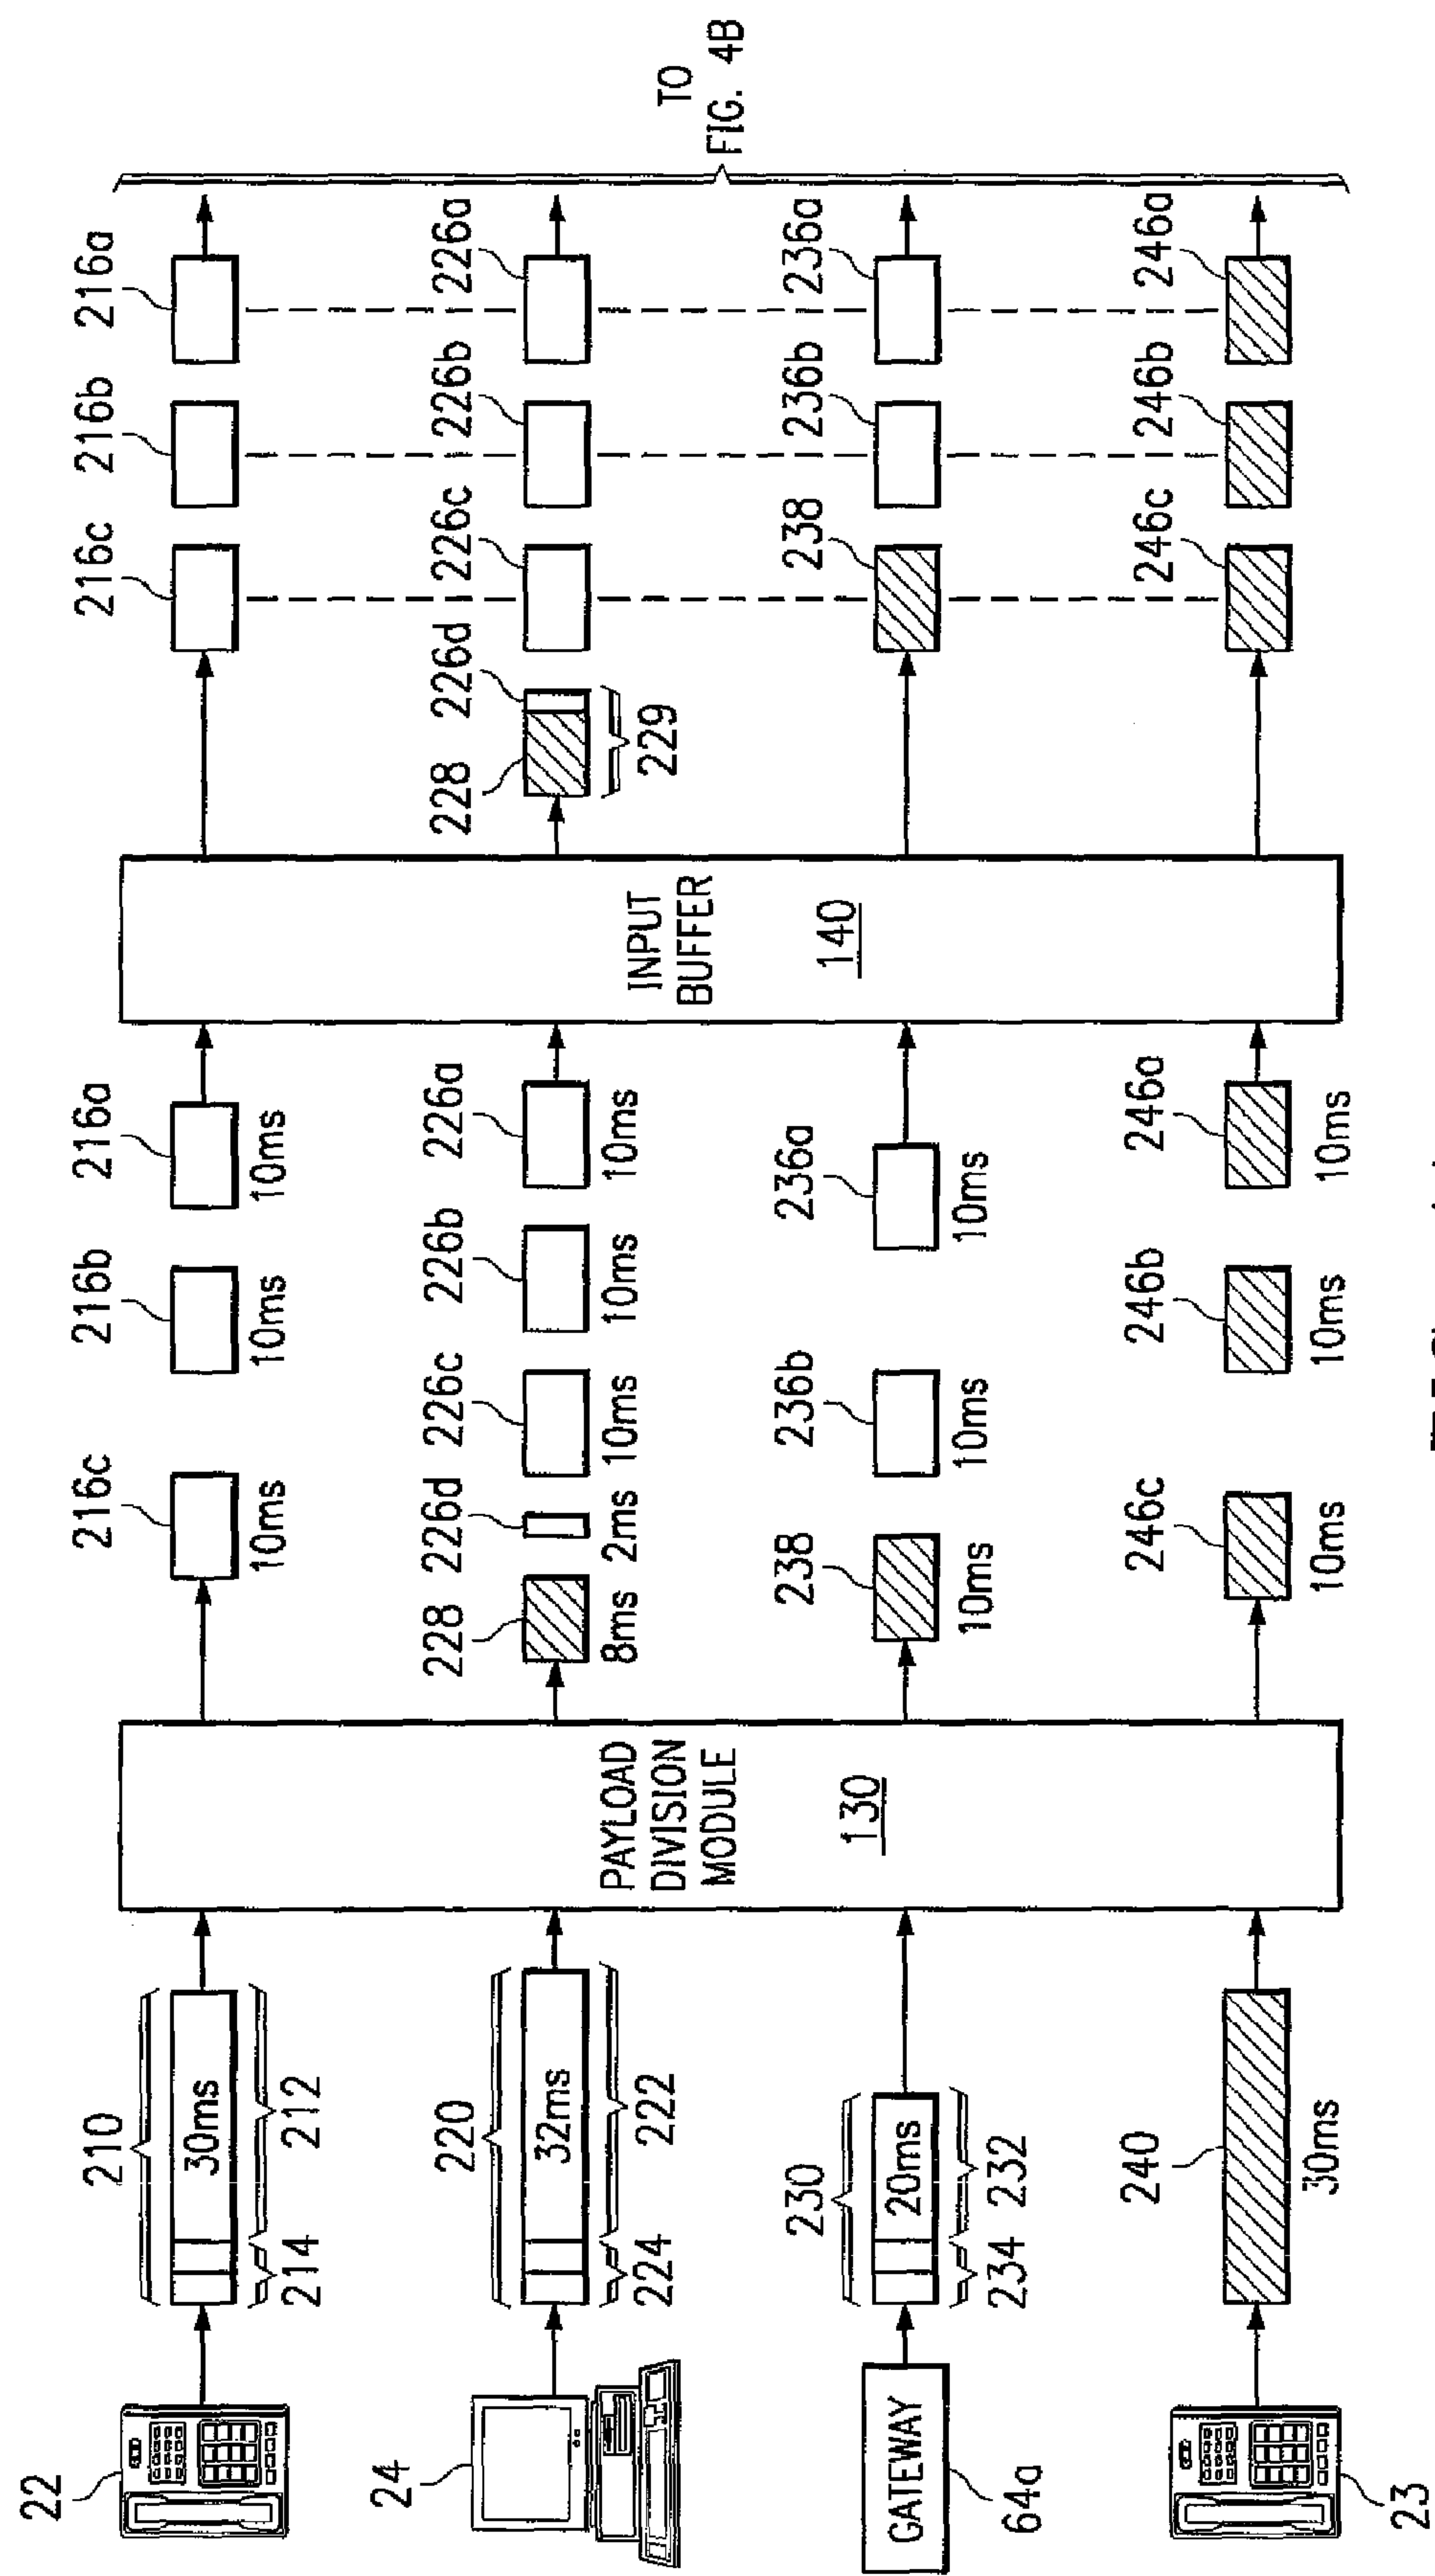 22
210
30ms
214
212
216c
216b
216a
10ms
10ms
10ms
216c
216b
216a
24
220
32ms
224
222
228
226d
226c
226b
226a
8ms
2ms
10ms
10ms
10ms
228
226d
226c
226b
226a
229
PAYLOAD
DIVISION
MODULE
130
INPUT
BUFFER
140
TO
FIG. 4B
GATEWAY
64a
230
20ms
234
232
238
236b
236a
10ms
10ms
10ms
238
236b
236a
23
240
30ms
246c
246b
246a
10ms
10ms
10ms
246c
246b
246a